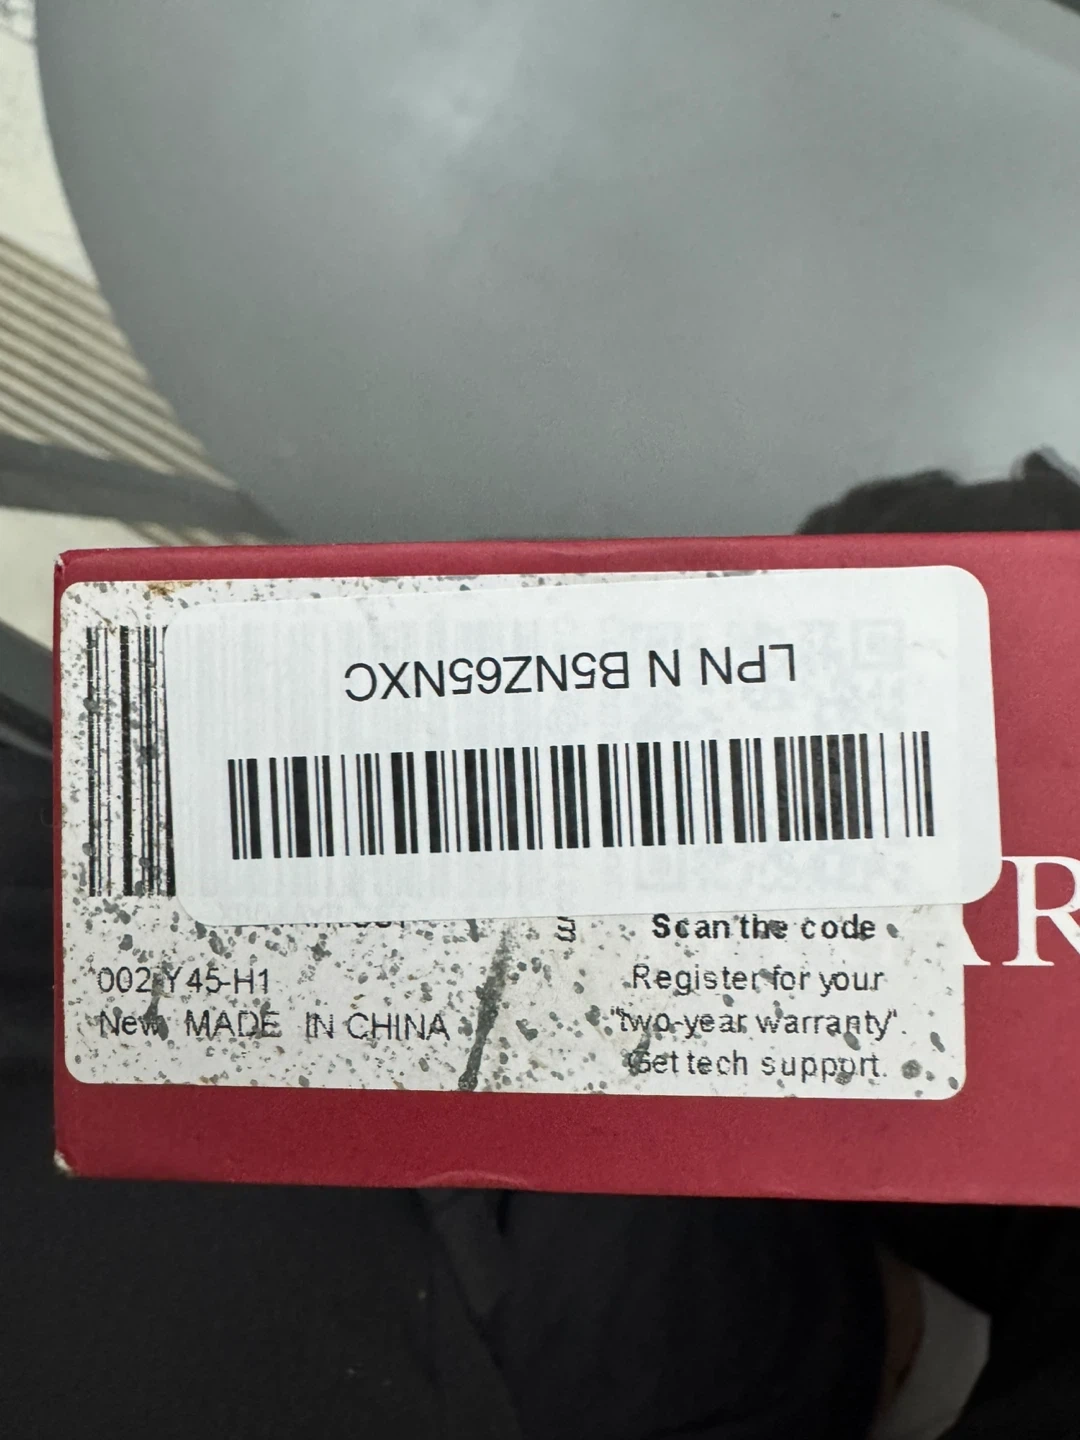 LPN N B5NZ65NXC
Scan the code
002-Y45-H1
Register for your
New MADE IN CHINA
"two-year warranty".
Get tech support.